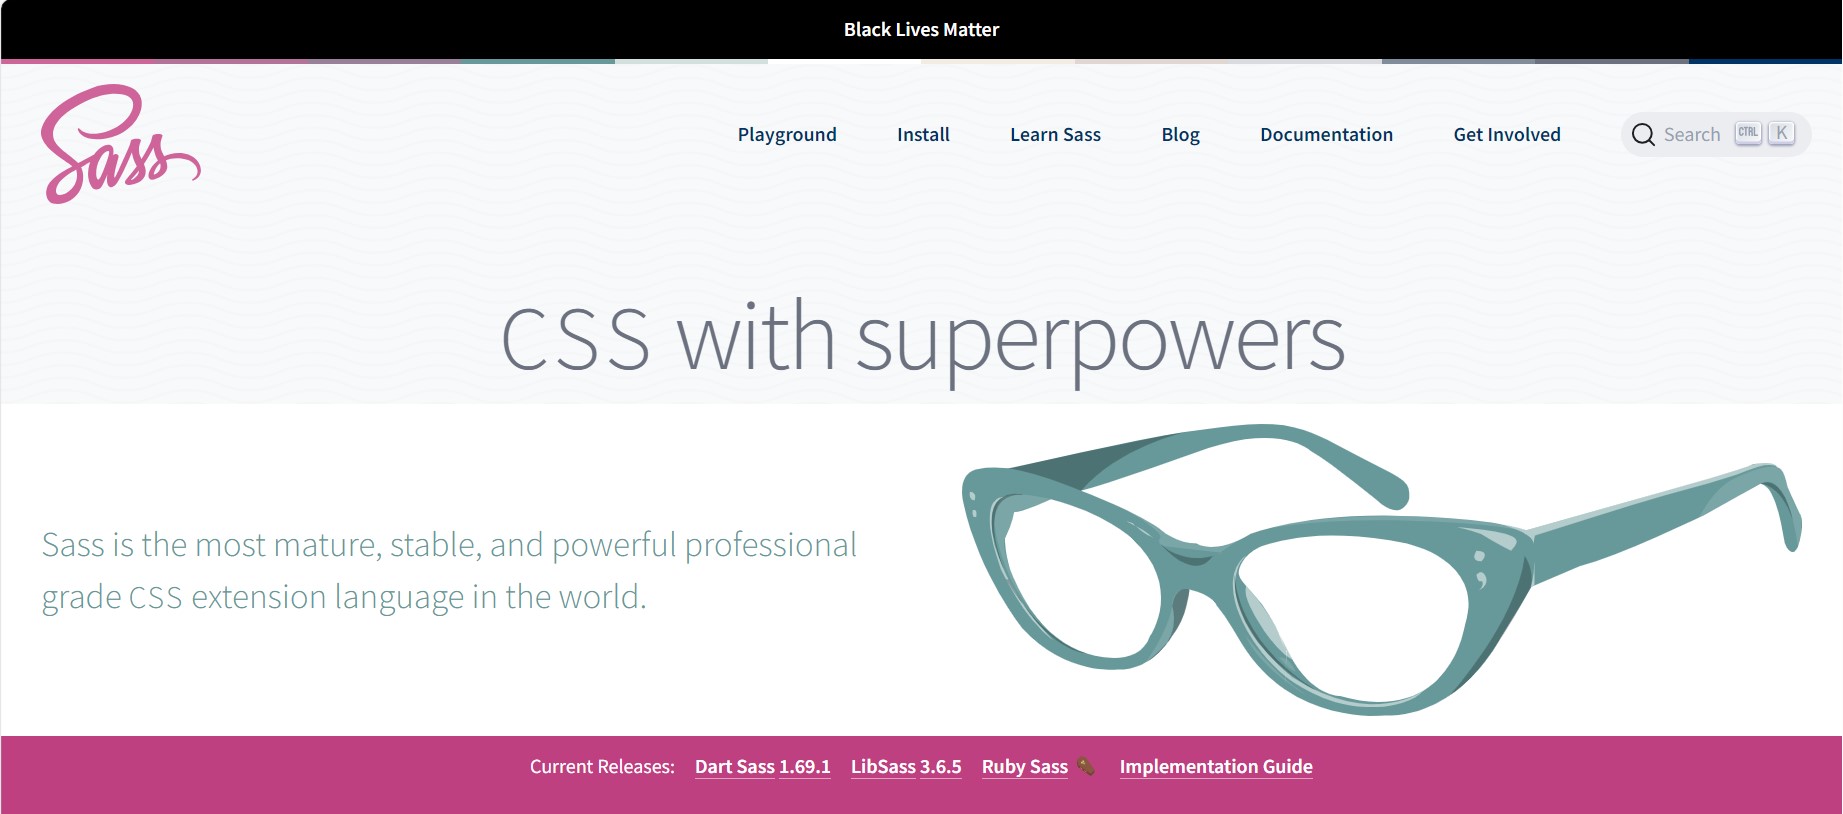 Black Lives Matter
Sass
Playground Install Learn Sass Blog Documentation Get Involved Search CTRL K
CSS with superpowers
Sass is the most mature, stable, and powerful professional
grade CSS extension language in the world.
Current Releases: Dart Sass 1.69.1 LibSass 3.6.5 Ruby Sass ⚰️ Implementation Guide